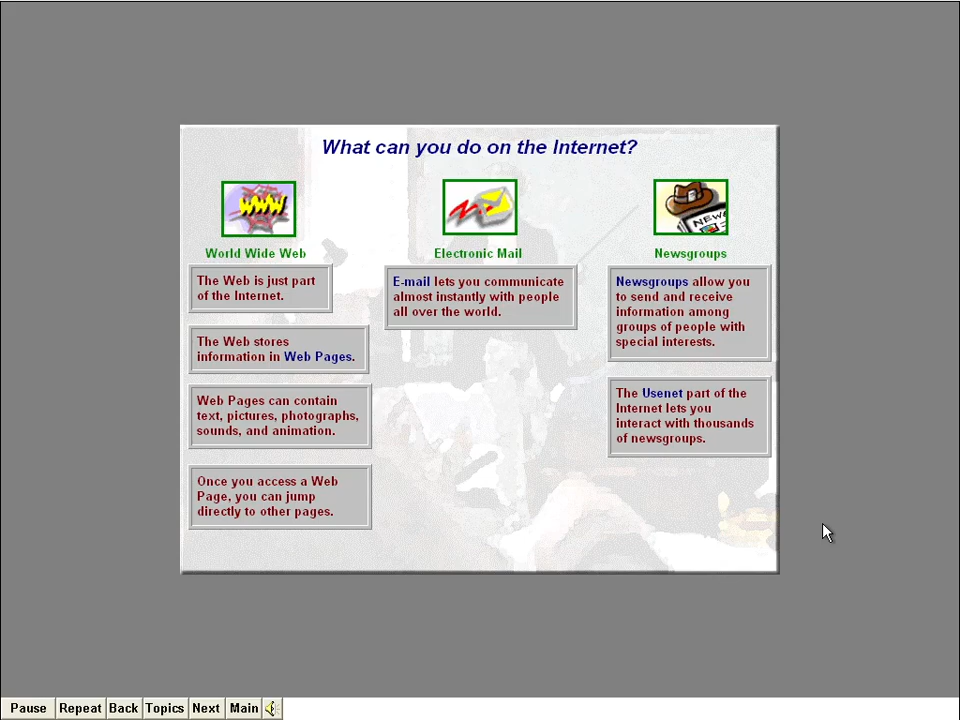 What can you do on the Internet?
WWW
World Wide Web
The Web is just part
of the Internet.
The Web stores
information in Web Pages.
Web Pages can contain
text, pictures, photographs,
sounds, and animation.
Once you access a Web
Page, you can jump
directly to other pages.
Electronic Mail
E-mail lets you communicate
almost instantly with people
all over the world.
NEWS
Newsgroups
Newsgroups allow you
to send and receive
information among
groups of people with
special interests.
The Usenet part of the
Internet lets you
interact with thousands
of newsgroups.
Pause Repeat Back Topics Next Main